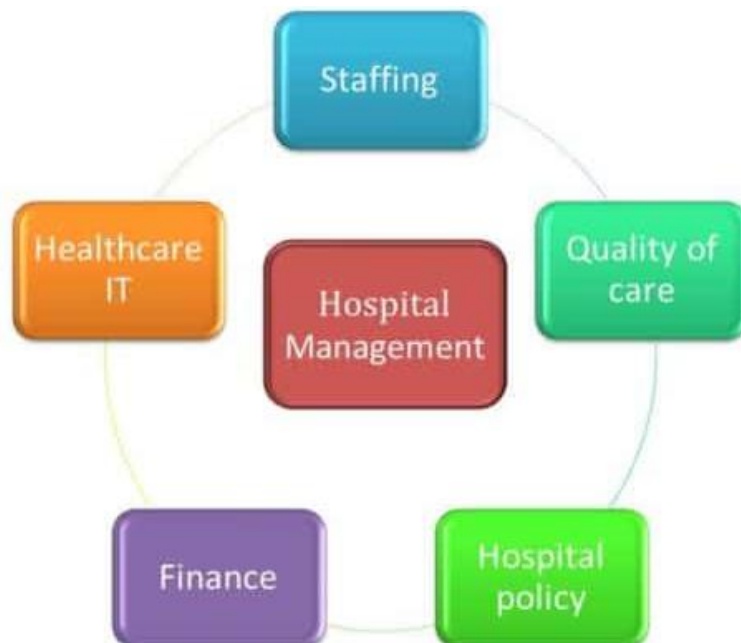 Staffing
Healthcare
IT
Quality of
care
Hospital
Management
Finance
Hospital
policy